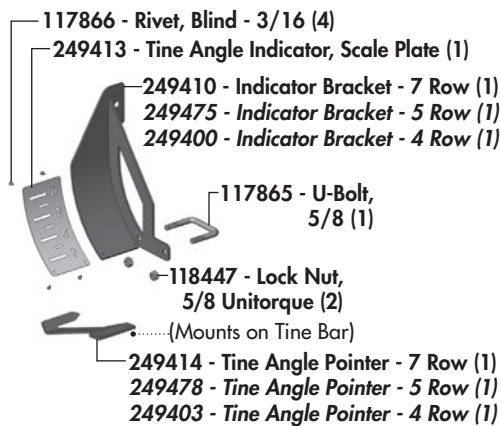 117866 - Rivet, Blind - 3/16 (4)
249413 - Tine Angle Indicator, Scale Plate (1)
249410 - Indicator Bracket - 7 Row (1)
249475 - Indicator Bracket - 5 Row (1)
249400 - Indicator Bracket - 4 Row (1)
117865 - U-Bolt,
5/8 (1)
118447 - Lock Nut,
5/8 Unitorque (2)
(Mounts on Tine Bar)
249414 - Tine Angle Pointer - 7 Row (1)
249478 - Tine Angle Pointer - 5 Row (1)
249403 - Tine Angle Pointer - 4 Row (1)